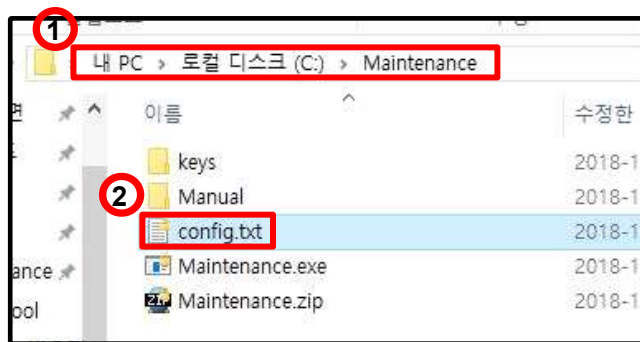 1
내 PC > 로컬 디스크 (C:) > Maintenance
면
이름
수정한
keys
2018-1
2
Manual
2018-1
config.txt
2018-1
ance
Maintenance.exe
2018-1
ool
Maintenance.zip
2018-1